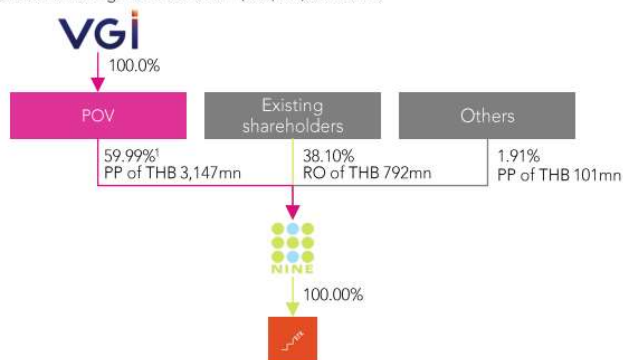 VGI
100.0%
POV
Existing
shareholders
Others
59.99%¹
PP of THB 3,147mn
38.10%
RO of THB 792mn
1.91%
PP of THB 101mn
NINE
100.00%